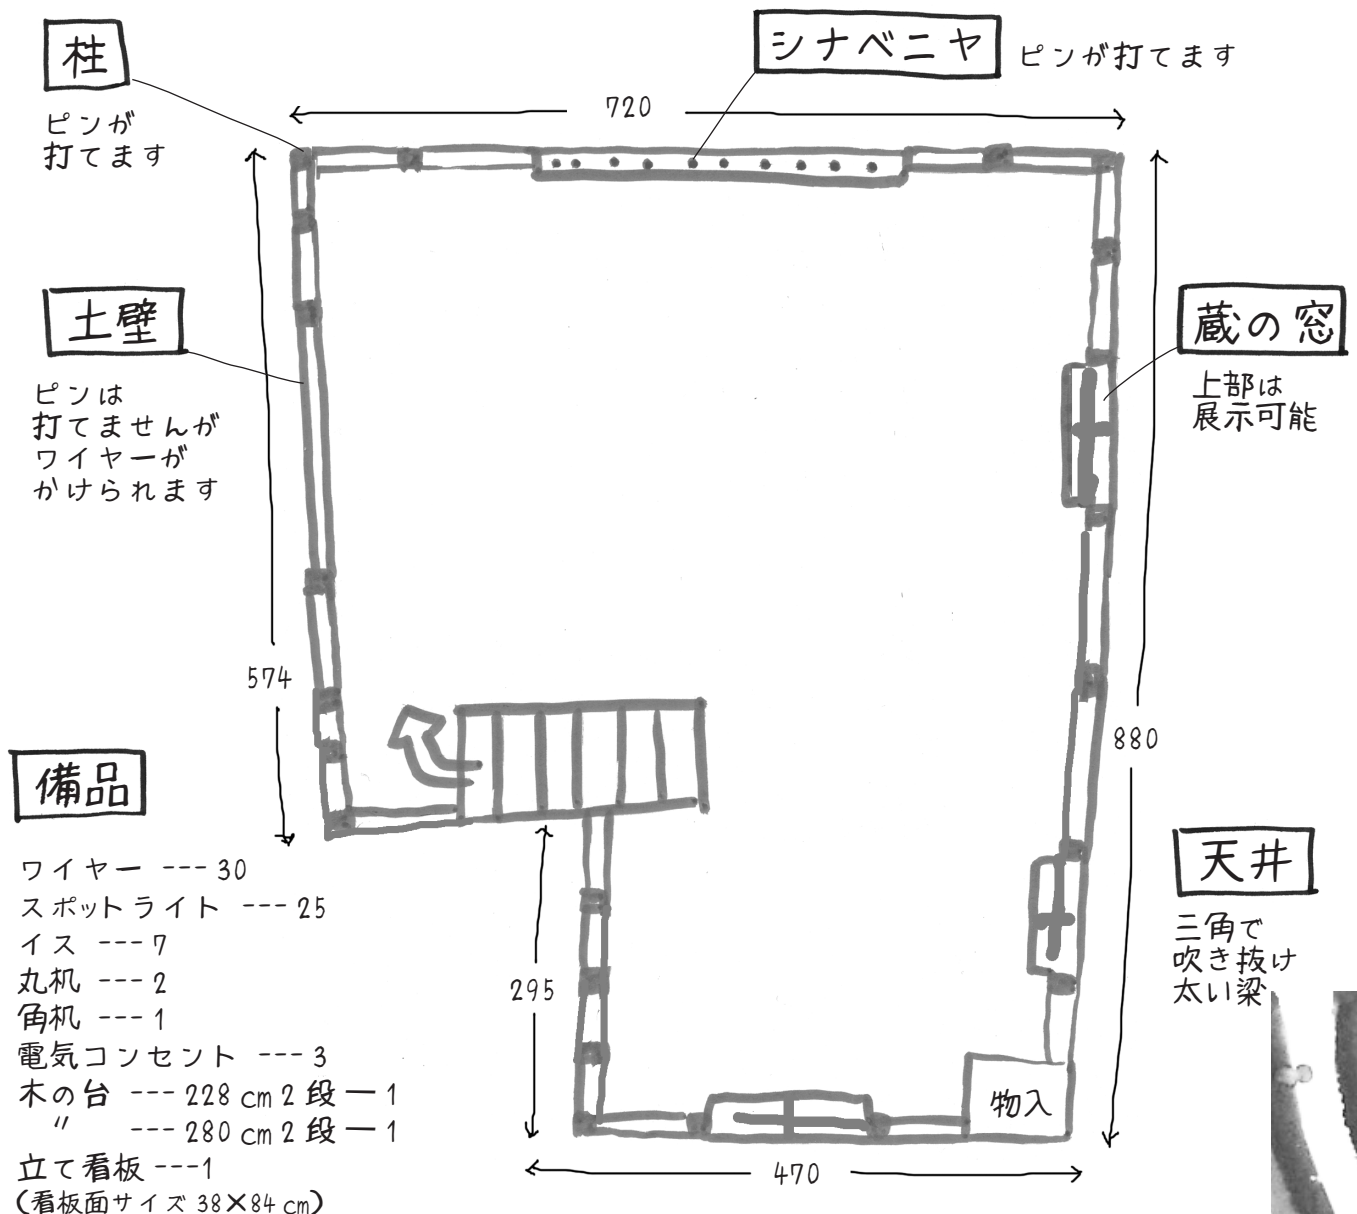 柱
ピンが
打てます
シナベニヤ
ピンが打てます
720
土壁
ピンは
打てませんが
ワイヤーが
かけられます
蔵の窓
上部は
展示可能
574
880
295
470
物入
天井
三角で
吹き抜け
太い梁
備品
ワイヤー --- 30
スポットライト --- 25
イス --- 7
丸机 --- 2
角机 --- 1
電気コンセント --- 3
木の台 --- 228 cm 2段 — 1
〃 --- 280 cm 2段 — 1
立て看板 --- 1
(看板面サイズ 38×84 cm)